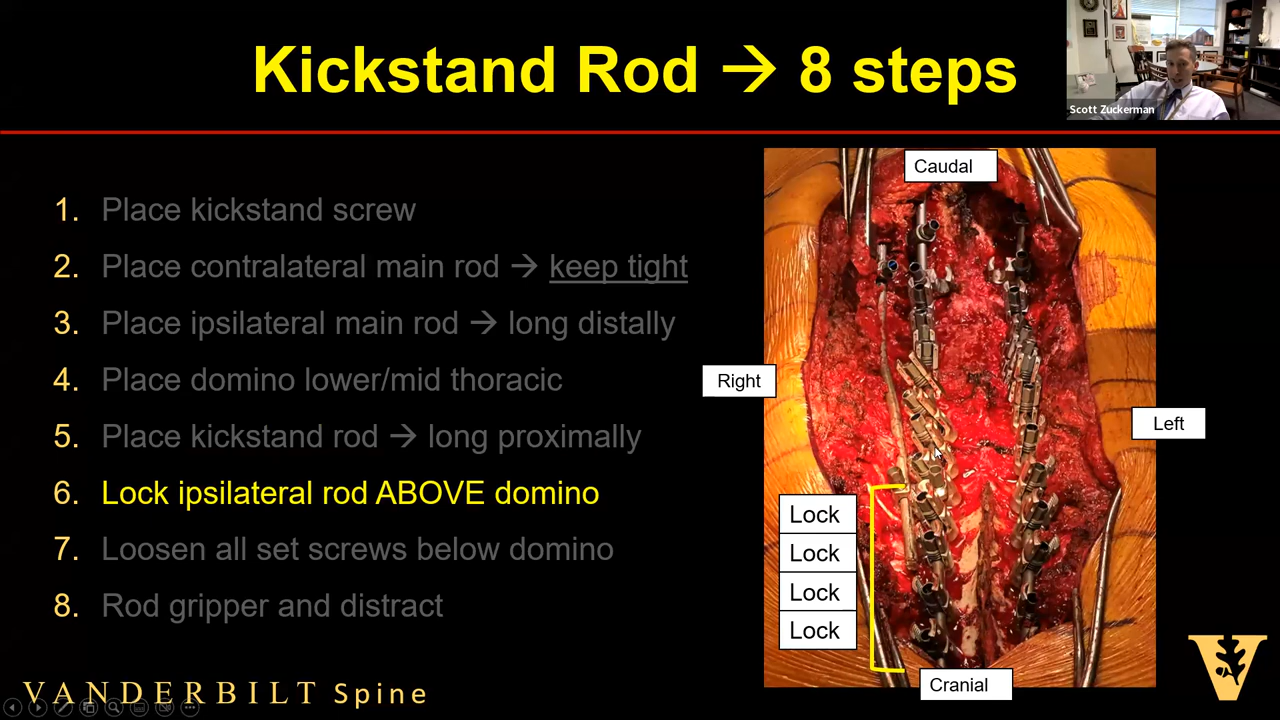 Kickstand Rod → 8 steps
Scott Zuckerman
1. Place kickstand screw
2. Place contralateral main rod → keep tight
3. Place ipsilateral main rod → long distally
4. Place domino lower/mid thoracic
5. Place kickstand rod → long proximally
6. Lock ipsilateral rod ABOVE domino
7. Loosen all set screws below domino
8. Rod gripper and distract
Caudal
Right
Left
Lock
Lock
Lock
Lock
Cranial
VANDERBILT Spine
V